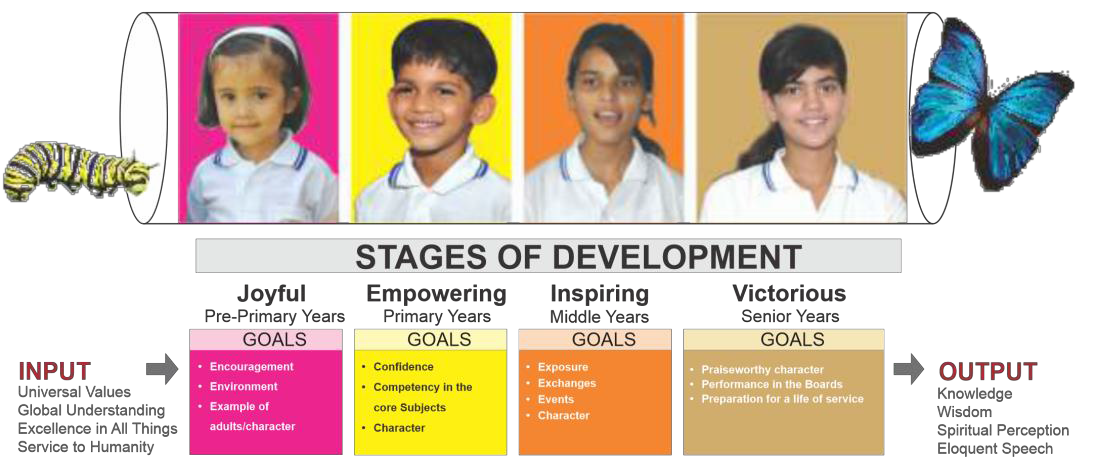 STAGES OF DEVELOPMENT
Joyful
Pre-Primary Years
GOALS
• Encouragement
• Environment
• Example of
adults/character
Empowering
Primary Years
GOALS
• Confidence
• Competency in the
core Subjects
• Character
Inspiring
Middle Years
GOALS
• Exposure
• Exchanges
• Events
• Character
Victorious
Senior Years
GOALS
• Praiseworthy character
• Performance in the Boards
• Preparation for a life of service
INPUT
Universal Values
Global Understanding
Excellence in All Things
Service to Humanity
OUTPUT
Knowledge
Wisdom
Spiritual Perception
Eloquent Speech